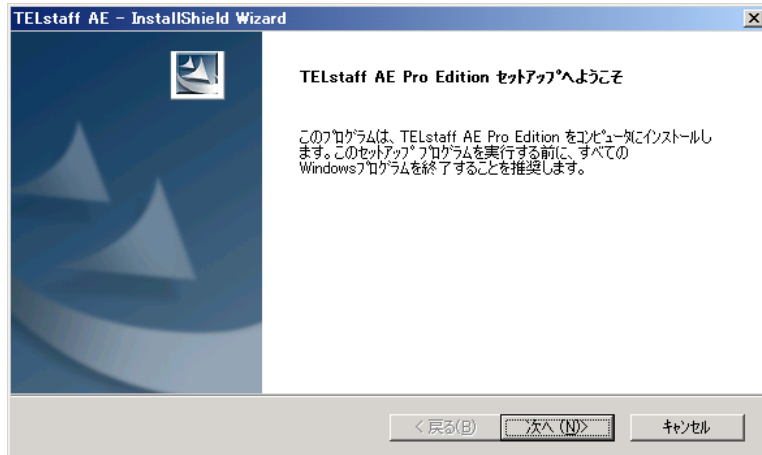 TELstaff AE - InstallShield Wizard
TELstaff AE Pro Edition ｾｯﾄｱｯﾌﾟへようこそ
このﾌﾟﾛｸﾞﾗﾑは、TELstaff AE Pro Edition をｺﾝﾋﾟｭｰﾀにインストールし
ます。このｾｯﾄｱｯﾌﾟ ﾌﾟﾛｸﾞﾗﾑを実行する前に、すべての
Windowsﾌﾟﾛｸﾞﾗﾑを終了することを推奨します。
< 戻る(B)
次へ (N)>
ｷｬﾝｾﾙ